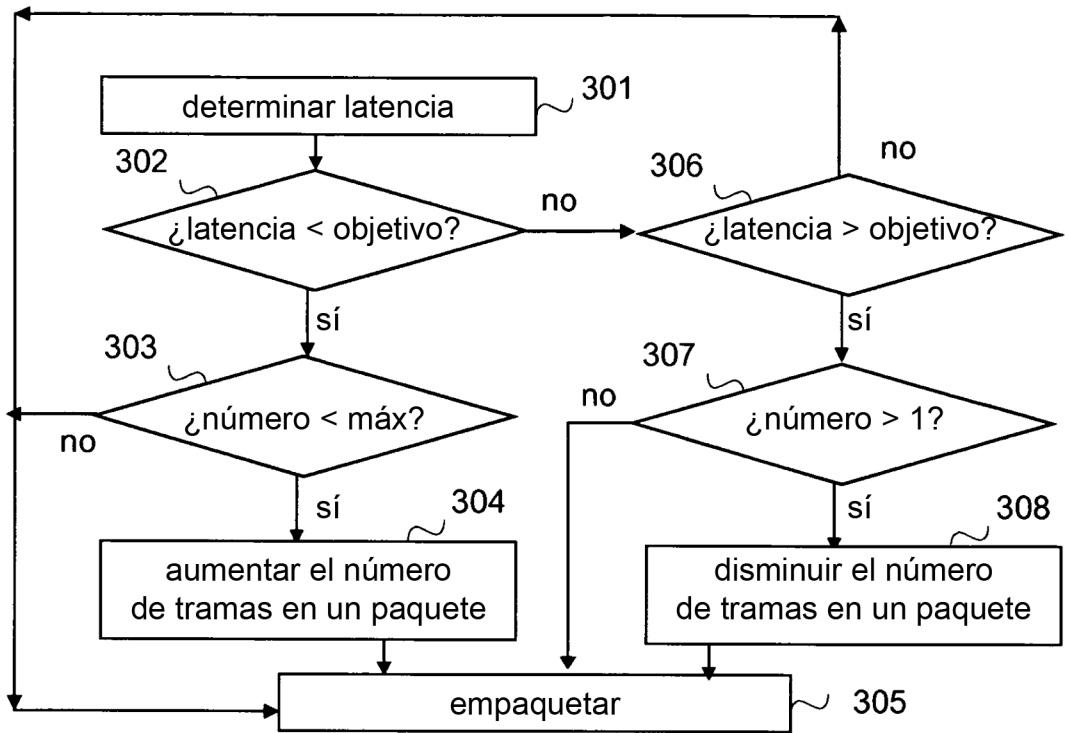 determinar latencia
301
302
¿latencia < objetivo?
no
306
¿latencia > objetivo?
no
sí
303
¿número < máx?
no
sí
307
¿número > 1?
no
sí
304
aumentar el número
de tramas en un paquete
sí
308
disminuir el número
de tramas en un paquete
empaquetar
305